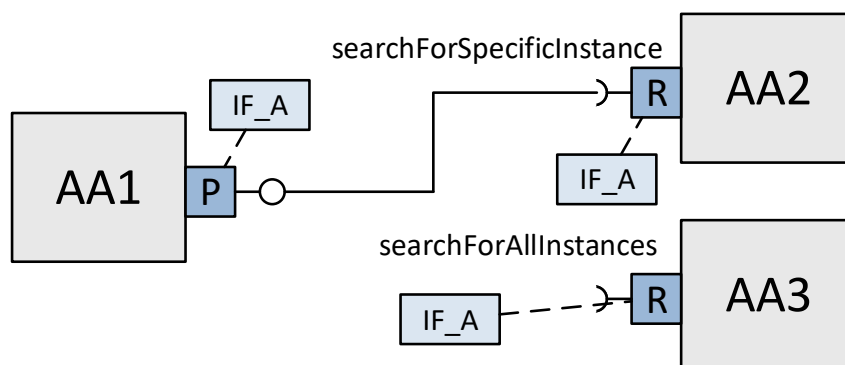 searchForSpecificInstance
AA2
R
IF_A
AA1
P
IF_A
searchForAllInstances
AA3
R
IF_A